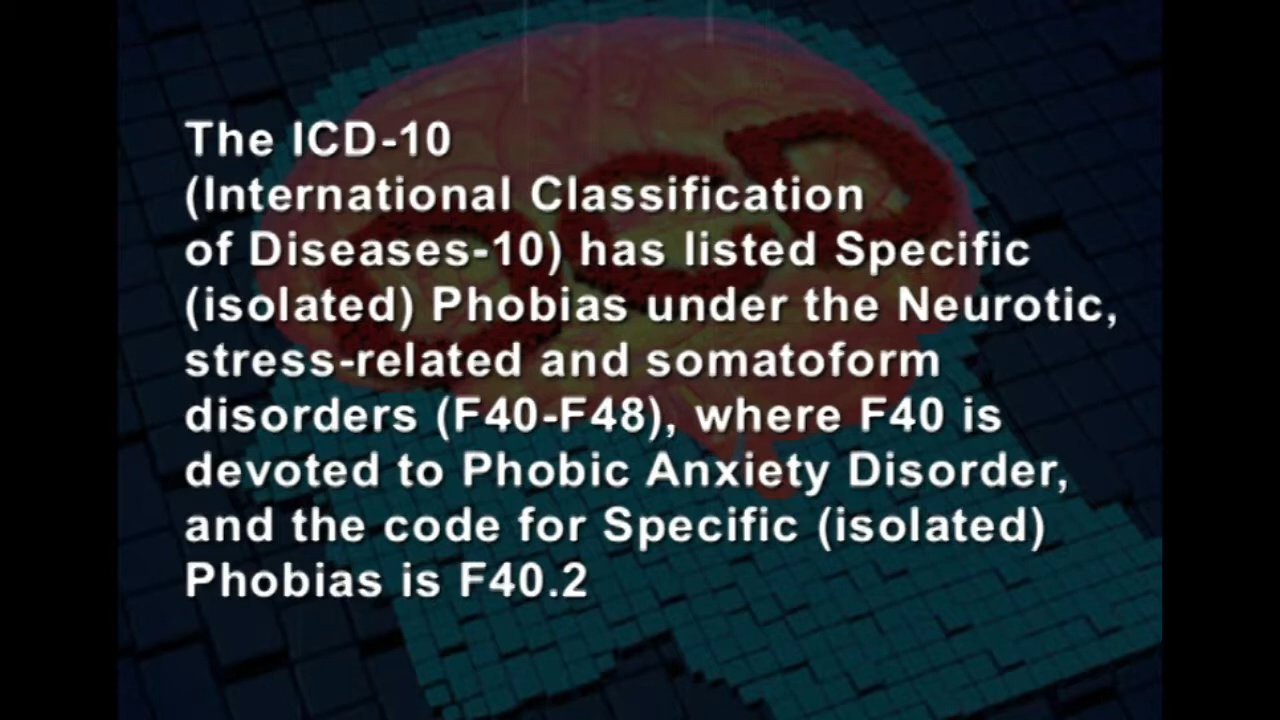 The ICD-10
(International Classification
of Diseases-10) has listed Specific
(isolated) Phobias under the Neurotic,
stress-related and somatoform
disorders (F40-F48), where F40 is
devoted to Phobic Anxiety Disorder,
and the code for Specific (isolated)
Phobias is F40.2